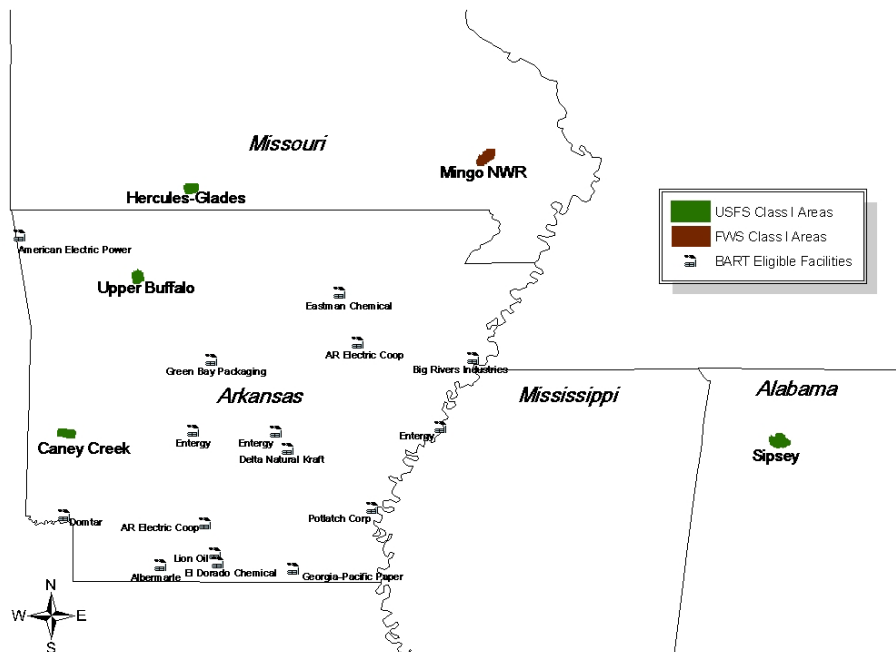 Missouri
Mingo NWR
Hercules-Glades
USFS Class I Areas
FWS Class I Areas
BART Eligible Facilities
American Electric Power
Upper Buffalo
Eastman Chemical
AR Electric Coop
Green Bay Packaging
Big Rivers Industries
Arkansas
Mississippi
Alabama
Entergy
Entergy
Entergy
Caney Creek
Delta Natural Kraft
Sipsey
Domtar
AR Electric Coop
Potlatch Corp
Lion Oil
Albermarle
El Dorado Chemical
Georgia-Pacific Paper
N
W
E
S